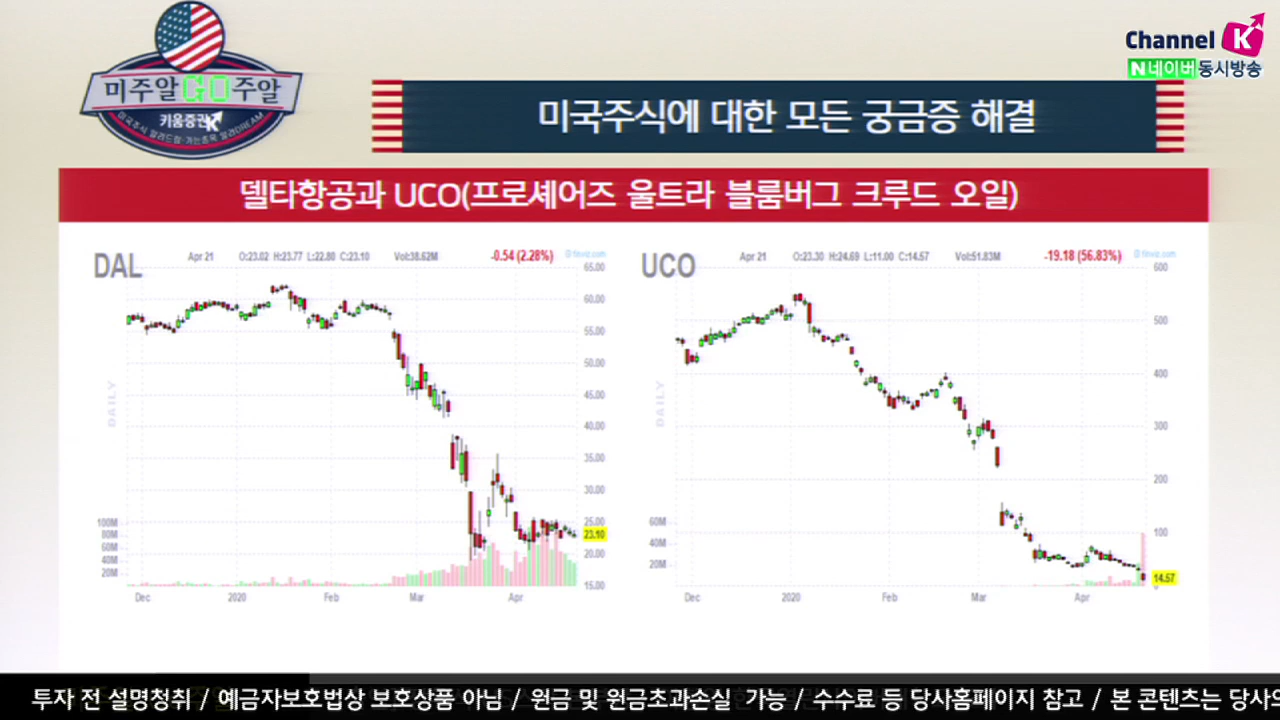 미주알GO주알
키움증권
Channel K
N 네이버 동시방송
미국주식에 대한 모든 궁금증 해결
델타항공과 UCO(프로셰어즈 울트라 블룸버그 크루드 오일)
DAL
Apr 21 O:23.02 H:23.77 L:22.80 C:23.10 Vol:38.62M -0.54 (2.28%) © finviz.com
65.00
60.00
55.00
50.00
45.00
40.00
35.00
30.00
25.00
23.10
20.00
15.00
DAILY
100M
80M
60M
40M
20M
Dec 2020 Feb Mar Apr
UCO
Apr 21 O:23.30 H:24.69 L:11.00 C:14.57 Vol:51.83M -19.18 (56.83%) © finviz.com
600
500
400
300
200
100
14.57
DAILY
60M
40M
20M
Dec 2020 Feb Mar Apr
투자 전 설명청취 / 예금자보호법상 보호상품 아님 / 원금 및 원금초과손실 가능 / 수수료 등 당사홈페이지 참고 / 본 콘텐츠는 당사의